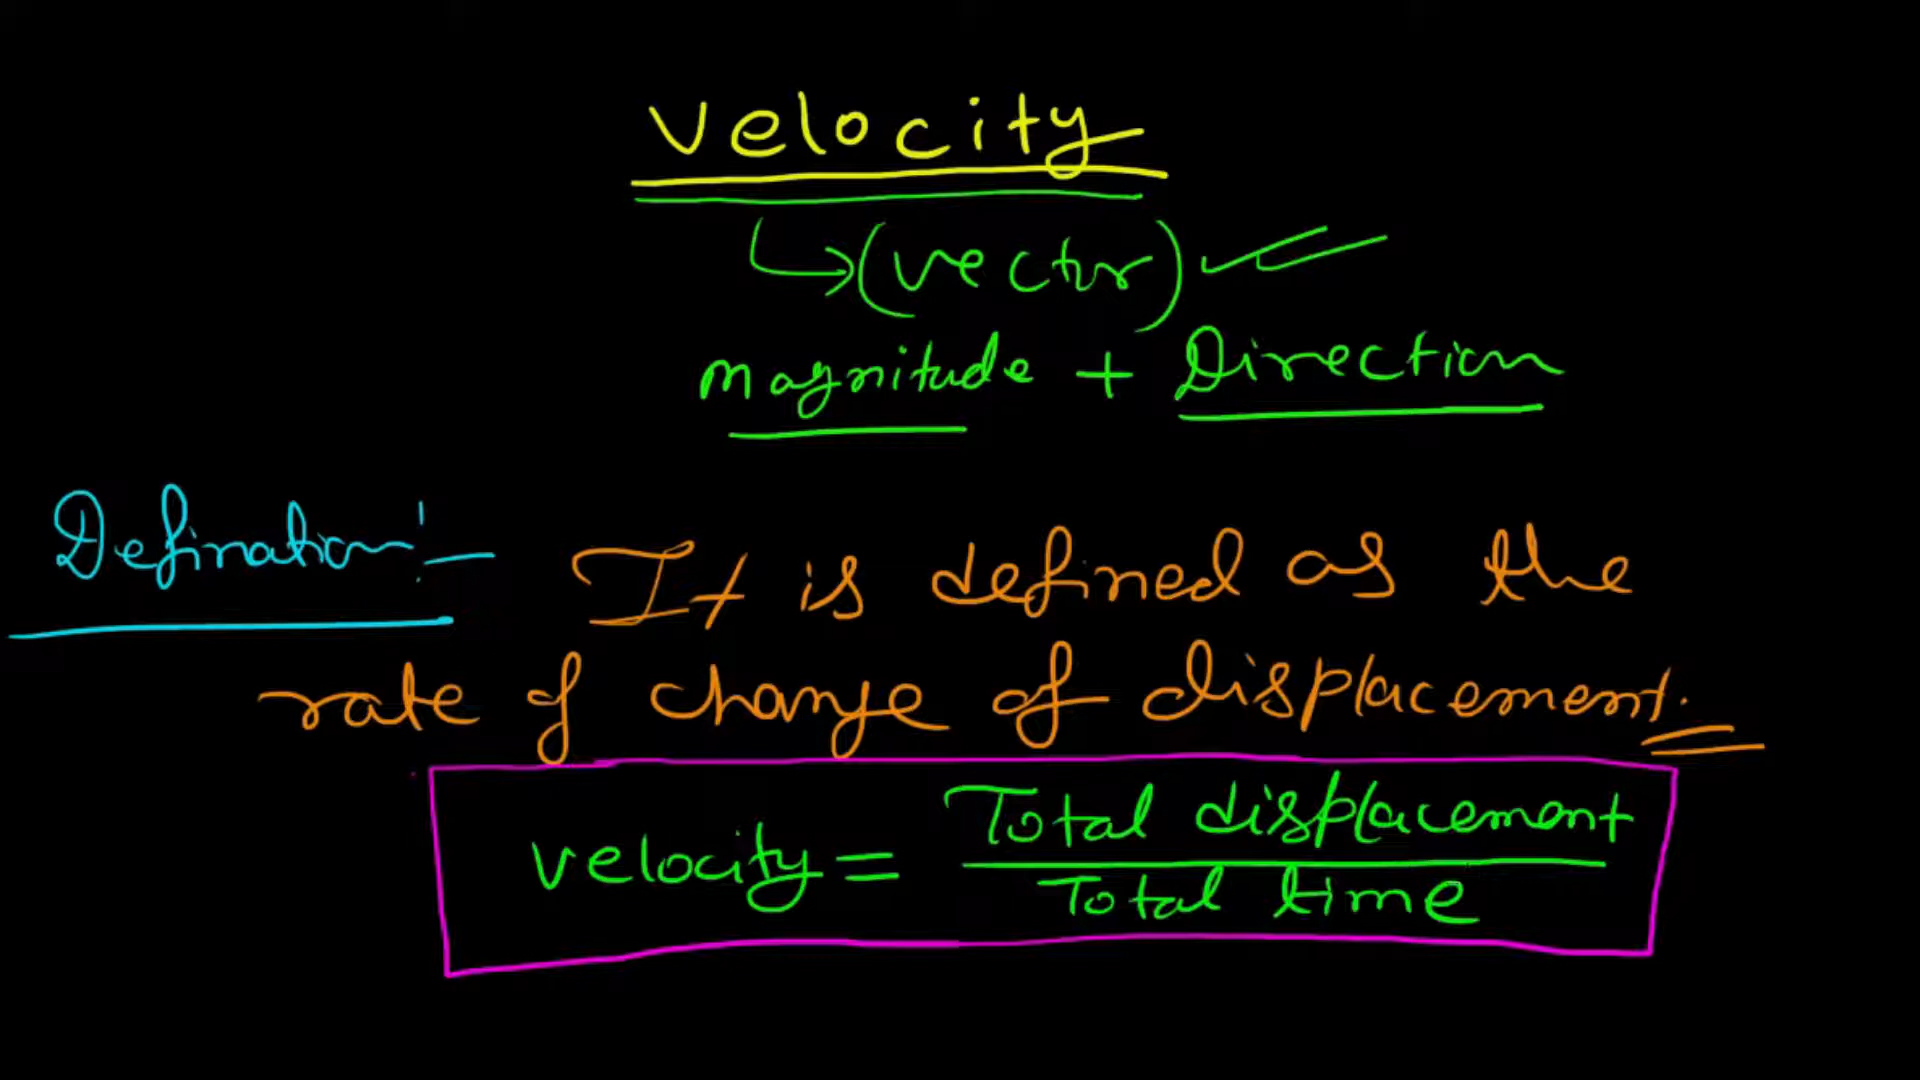 Velocity
(vector)
magnitude + Direction
Defination:- It is defined as the
rate of change of displacement.
velocity = Total displacement
Total time